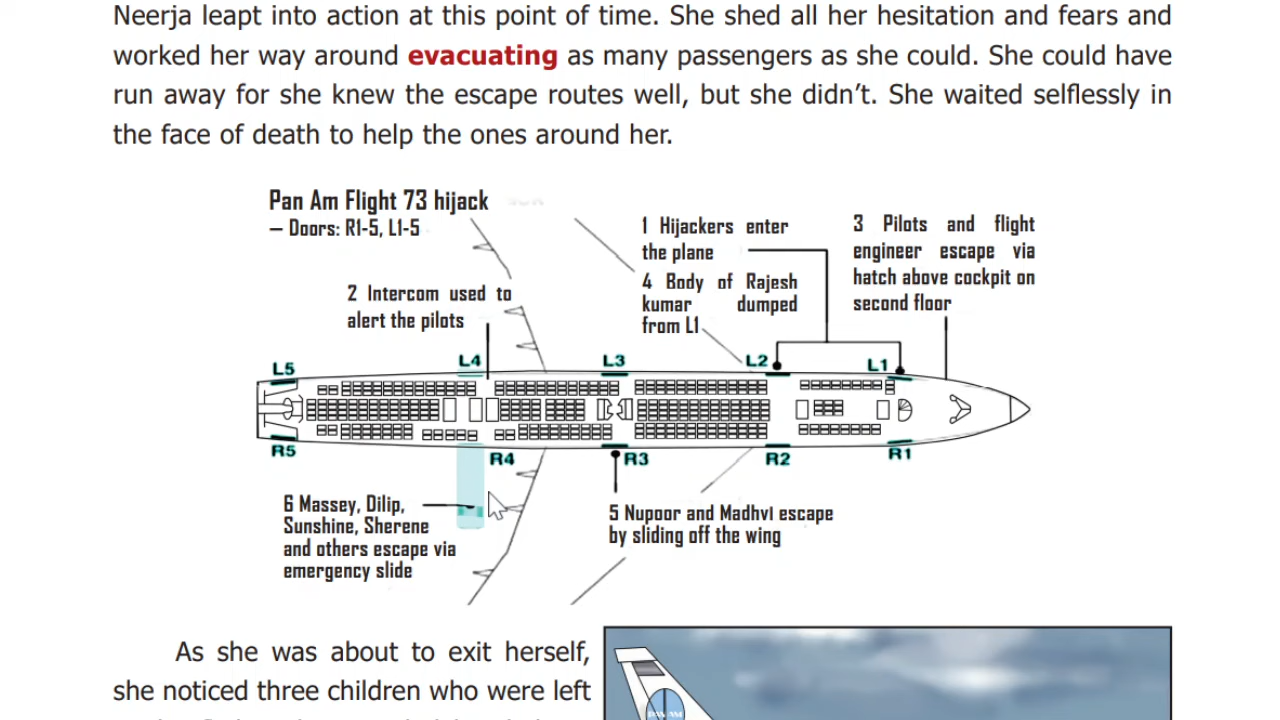 Neerja leapt into action at this point of time. She shed all her hesitation and fears and
worked her way around evacuating as many passengers as she could. She could have
run away for she knew the escape routes well, but she didn't. She waited selflessly in
the face of death to help the ones around her.
Pan Am Flight 73 hijack
– Doors: R1-5, L1-5
2 Intercom used to
alert the pilots
1 Hijackers enter
the plane
4 Body of Rajesh
kumar dumped
from L1
3 Pilots and flight
engineer escape via
hatch above cockpit on
second floor
L5
L4
L3
L2
L1
R5
R4
R3
R2
R1
6 Massey, Dilip,
Sunshine, Sherene
and others escape via
emergency slide
5 Nupoor and Madhvi escape
by sliding off the wing
As she was about to exit herself,
she noticed three children who were left
PAN AM